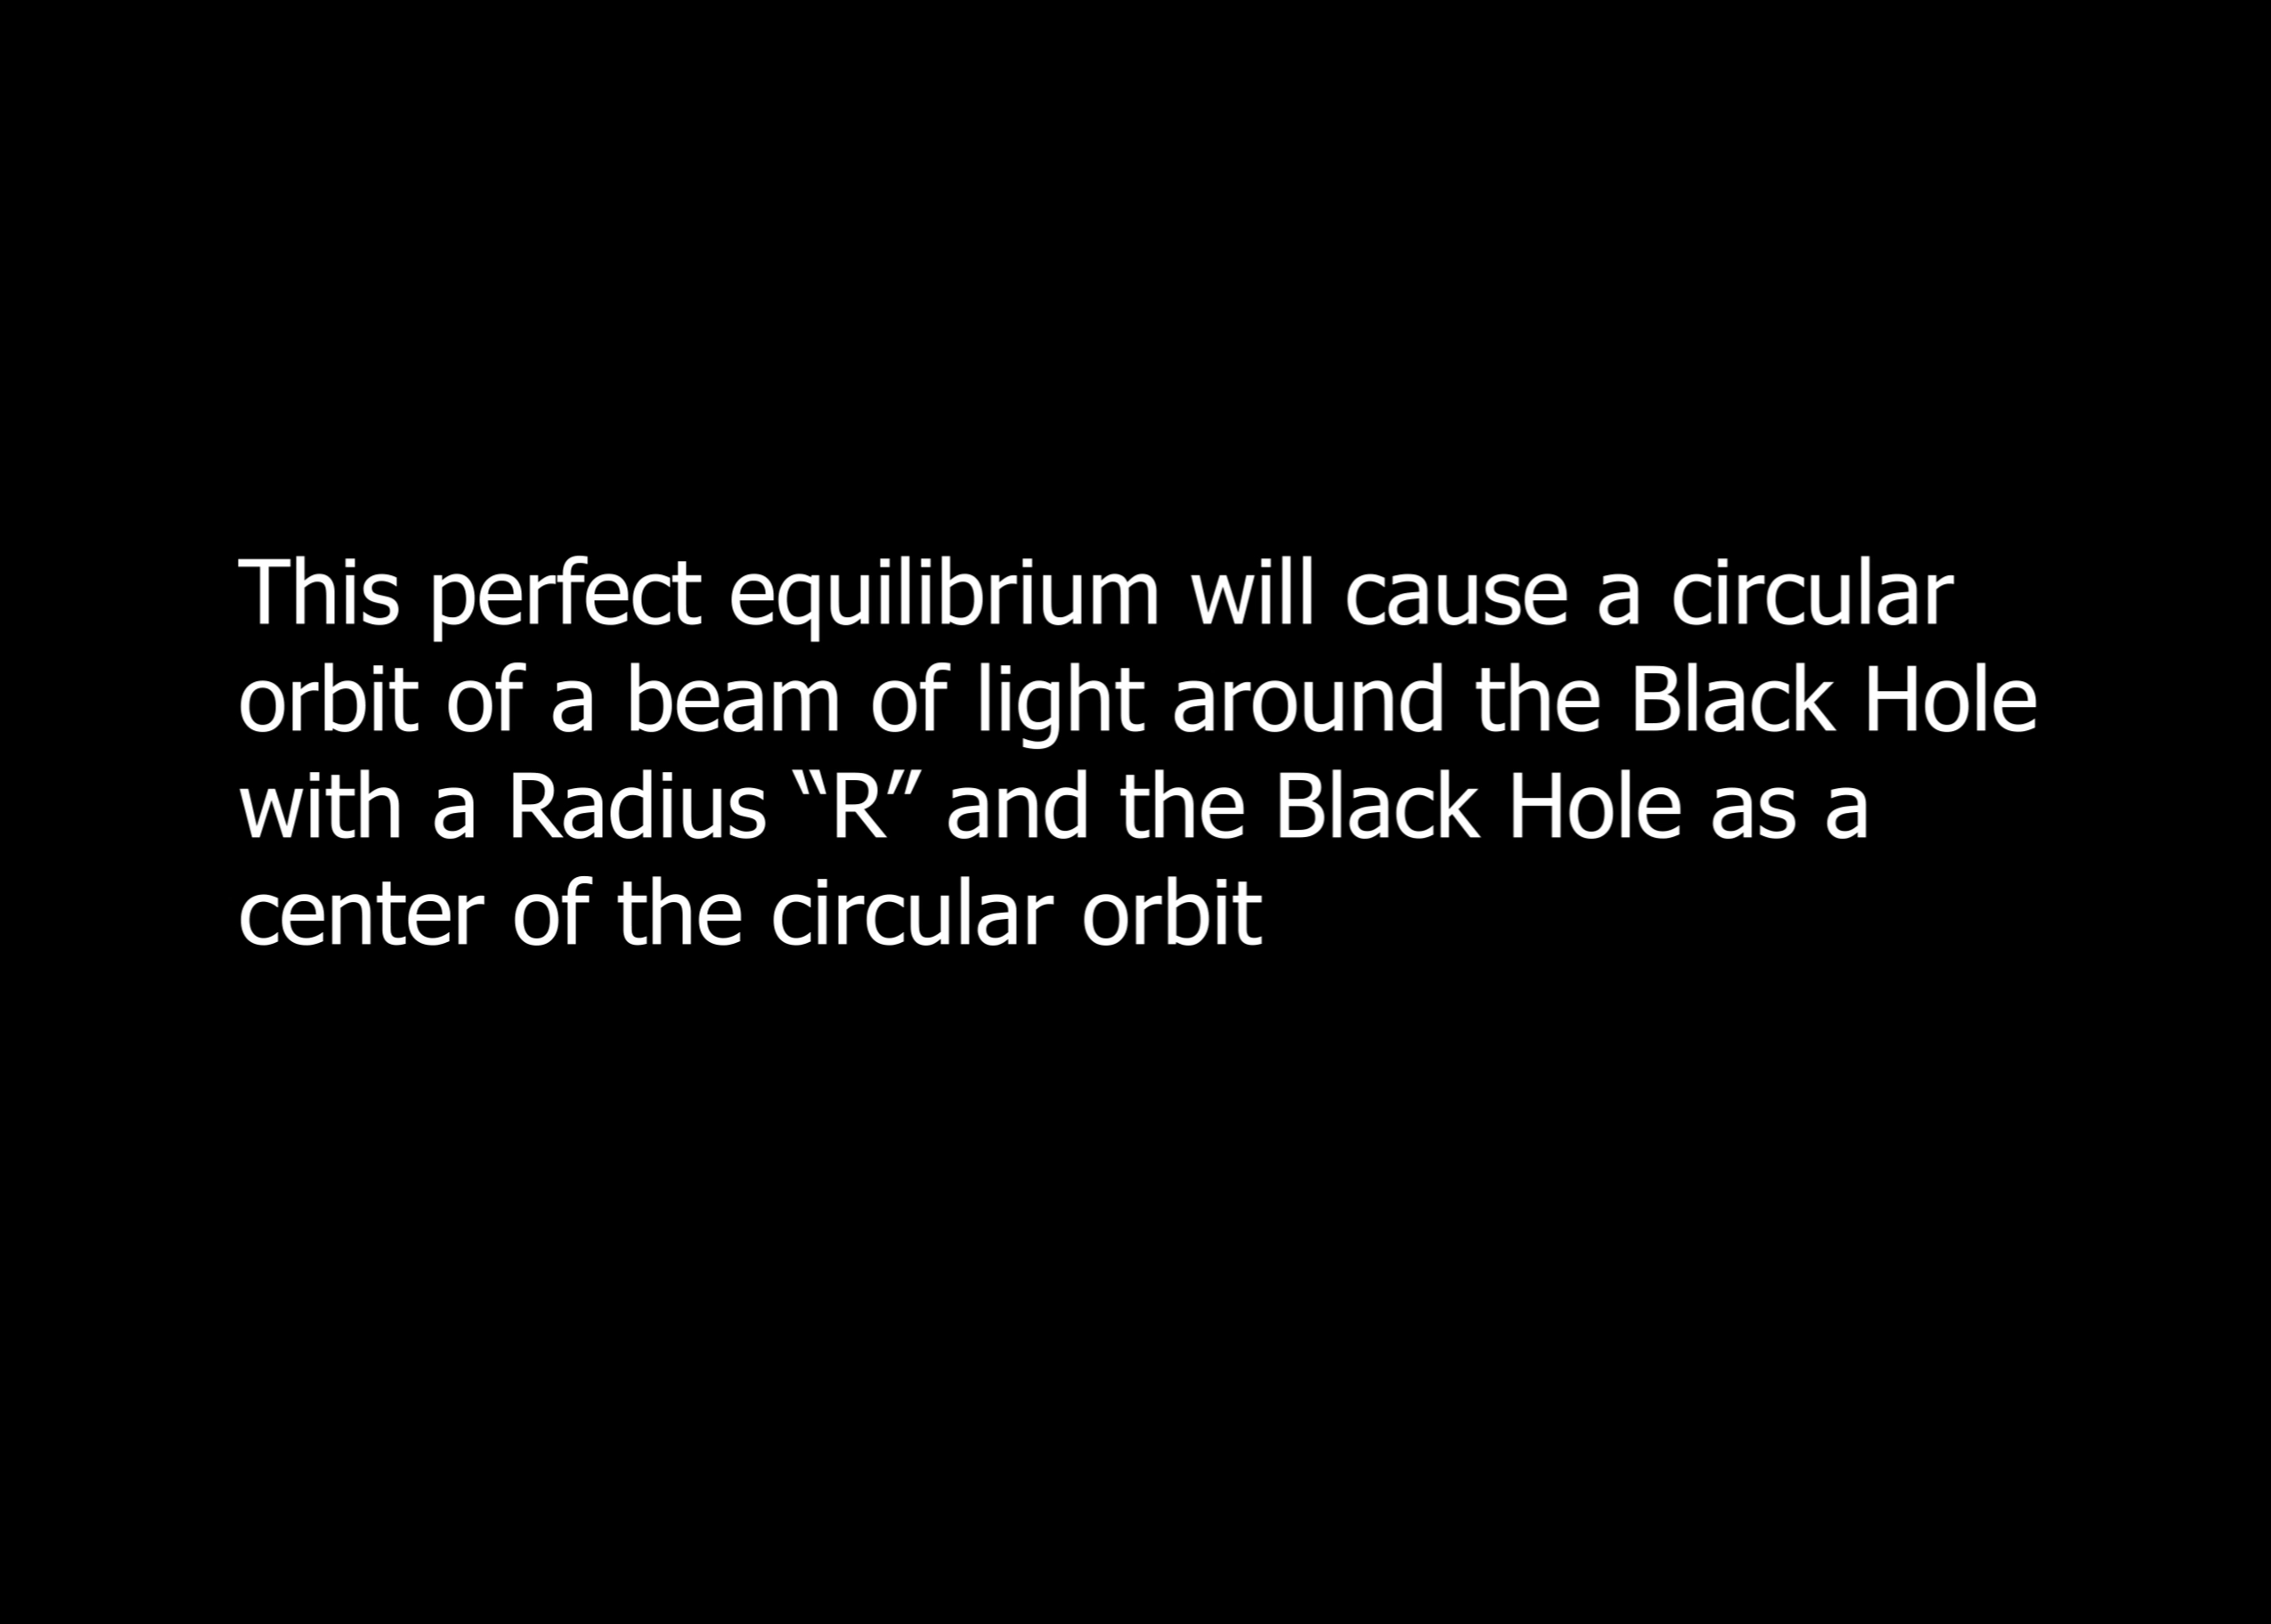 This perfect equilibrium will cause a circular
orbit of a beam of light around the Black Hole
with a Radius “R” and the Black Hole as a
center of the circular orbit